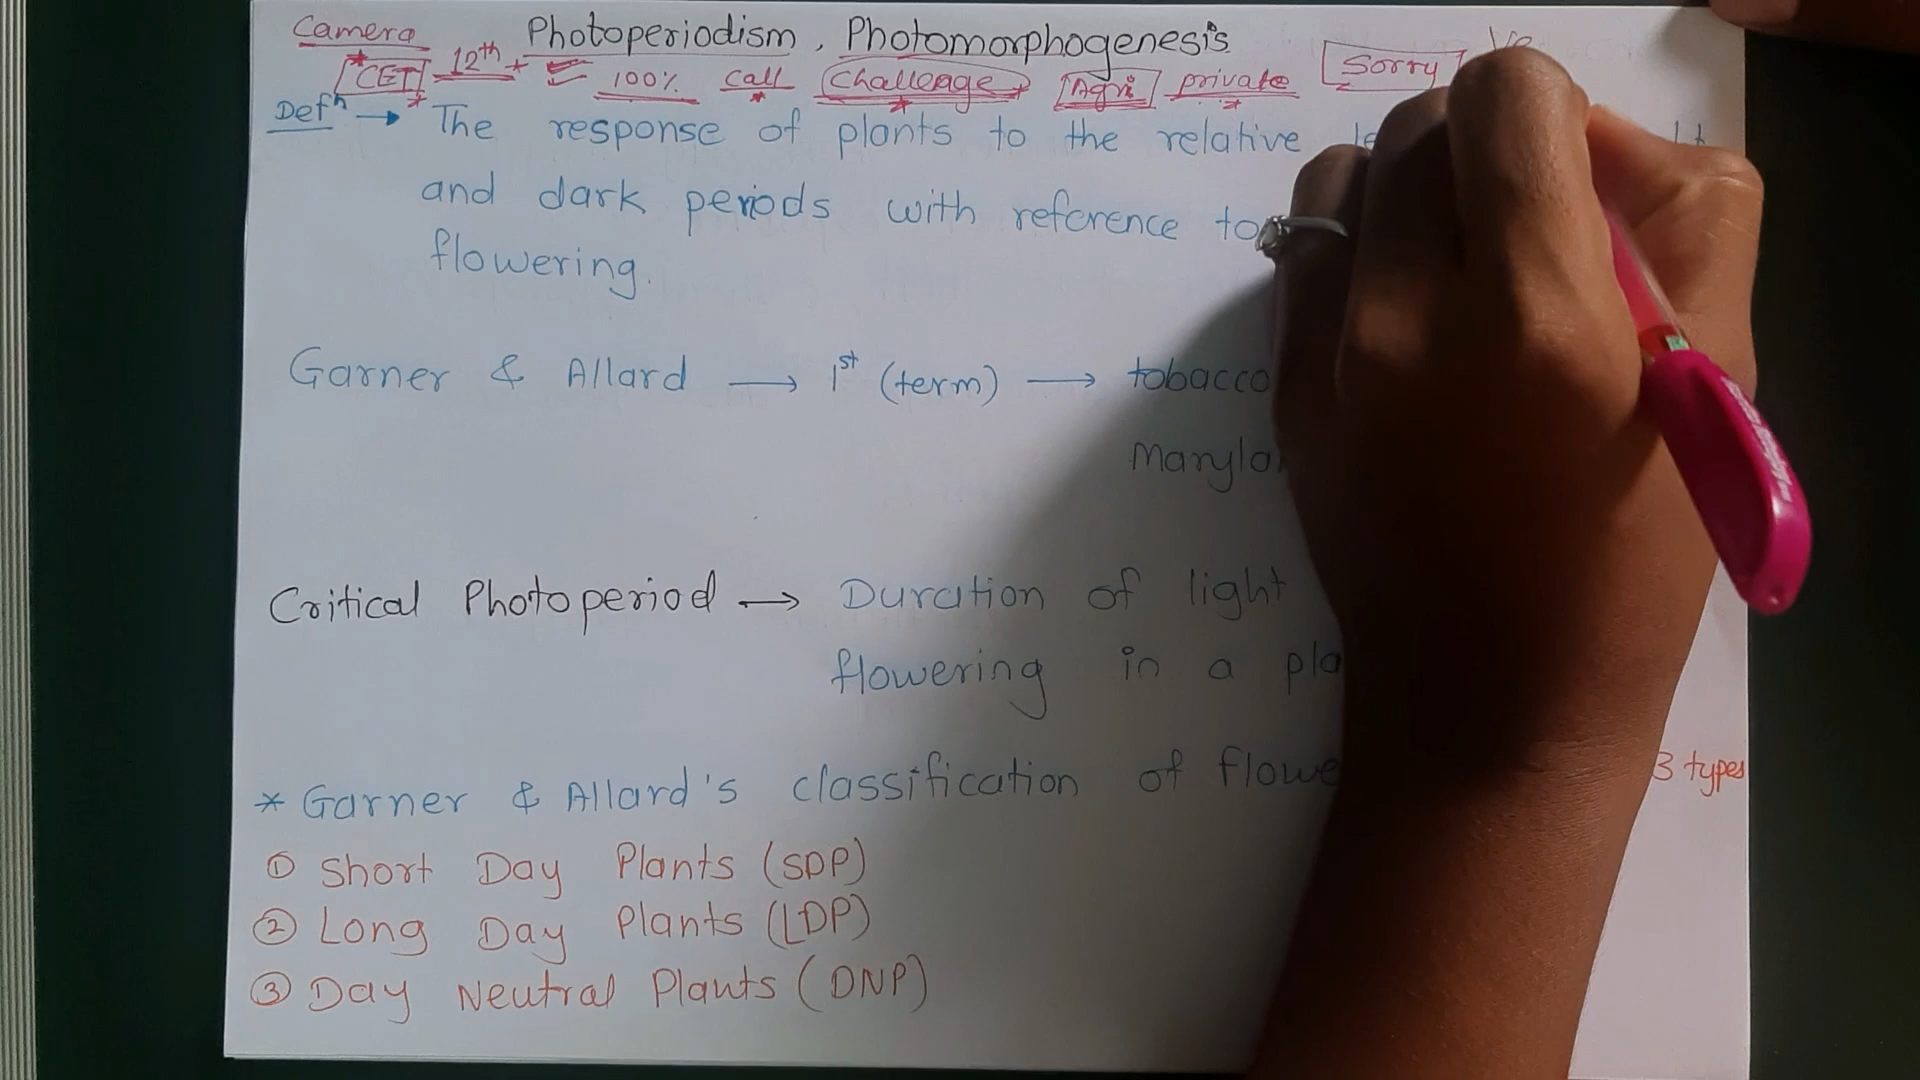 Camera Photoperiodism, Photomorphogenesis
CET 12th 100% call Challenge Agri private Sorry
Defn → The response of plants to the relative
and dark periods with reference to
flowering.
Garner & Allard → 1st (term) → tobacco
Critical Photoperiod → Duration of light
flowering in a
* Garner & Allard's classification of 3 types
① Short Day Plants (SDP)
② Long Day Plants (LDP)
③ Day Neutral Plants (DNP)